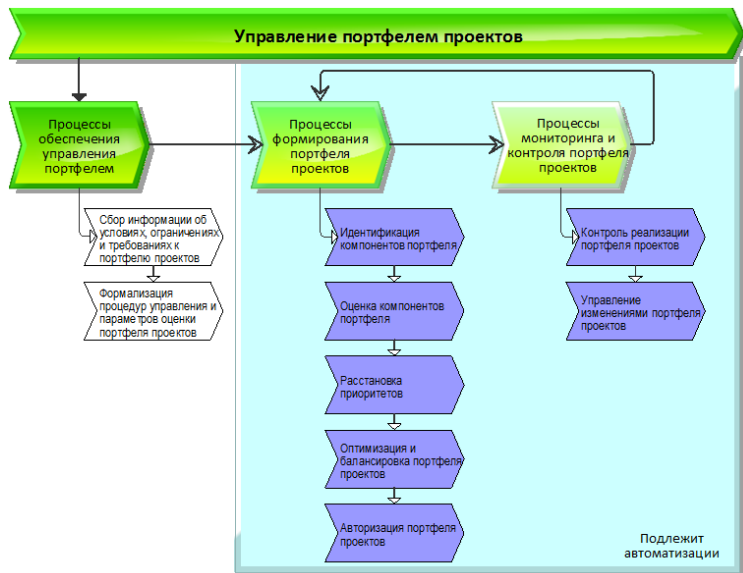 Управление портфелем проектов
Процессы
обеспечения
управления
портфелем
Процессы
формирования
портфеля
проектов
Процессы
мониторинга и
контроля портфеля
проектов
Сбор информации об
условиях, ограничениях
и требованиях к
портфелю проектов
Формализация
процедур управления и
параметров оценки
портфеля проектов
Идентификация
компонентов портфеля
Оценка компонентов
портфеля
Расстановка
приоритетов
Оптимизация и
балансировка портфеля
проектов
Авторизация портфеля
проектов
Контроль реализации
портфеля проектов
Управление
изменениями портфеля
проектов
Подлежит
автоматизации